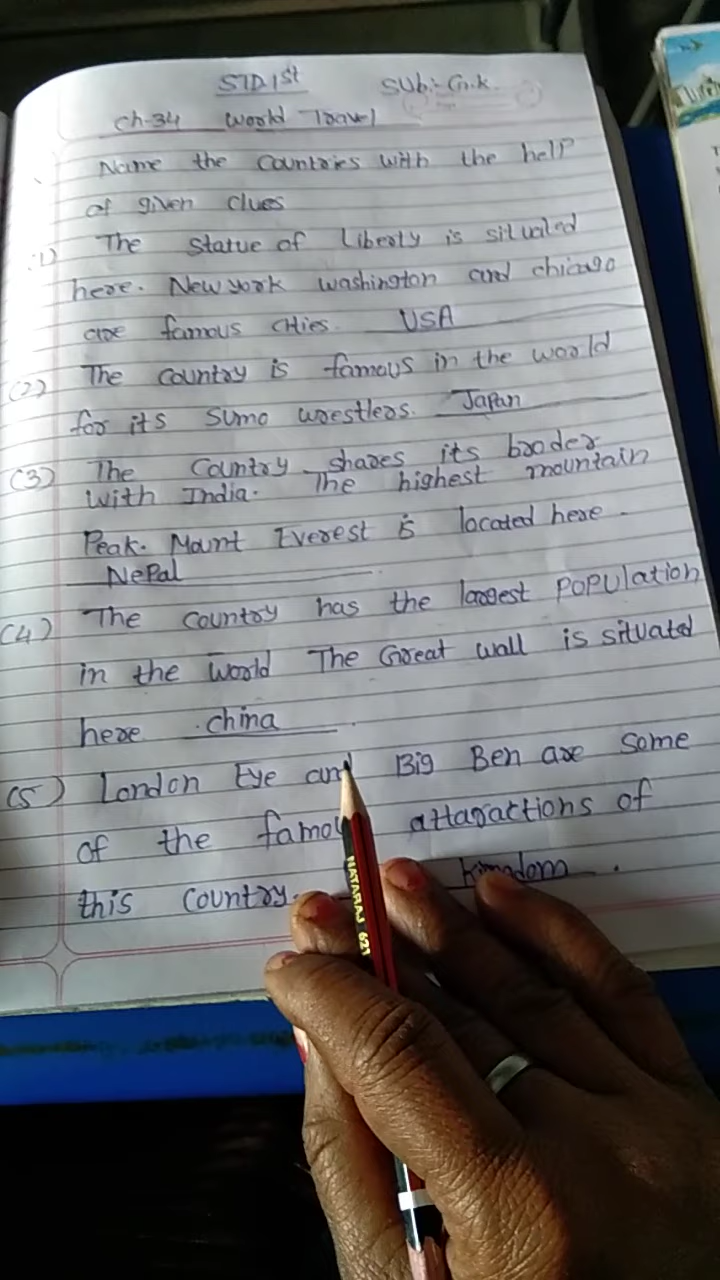 STD.1st Sub:- G.K.
Ch-34 World Travel
Name the Countries with the help
of given clues
1) The Statue of Liberty is situated
here. New york washington and chicago
are famous cities. USA
(2) The country is famous in the world
for its Sumo wrestlers. Japan
(3) The Country shares its broder
with India. The highest mountain
Peak. Mount Everest is located here.
Nepal
(4) The country has the largest POPUlation
in the world The Great wall is situated
here china.
(5) London Eye and Big Ben are some
of the attaractions of
this Country. kingdom.
NATARAJ 621